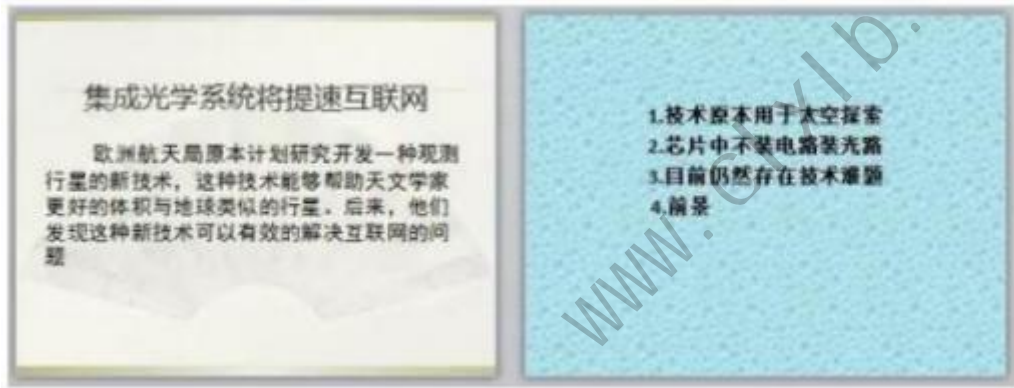 集成光学系统将提速互联网
欧洲航天局原本计划研究开发一种观测
行星的新技术，这种技术能够帮助天文学家
更好的体积与地球类似的行星。后来，他们
发现这种新技术可以有效的解决互联网的问
题
1.技术原本用于太空探索
2.芯片中不装电路装光路
3.目前仍然存在技术难题
4.前景